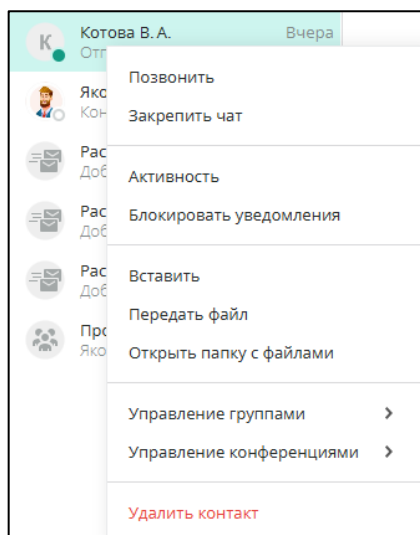 К
Котова В. А.
Вчера
Позвонить
Закрепить чат
Активность
Блокировать уведомления
Вставить
Передать файл
Открыть папку с файлами
Управление группами
Управление конференциями
Удалить контакт